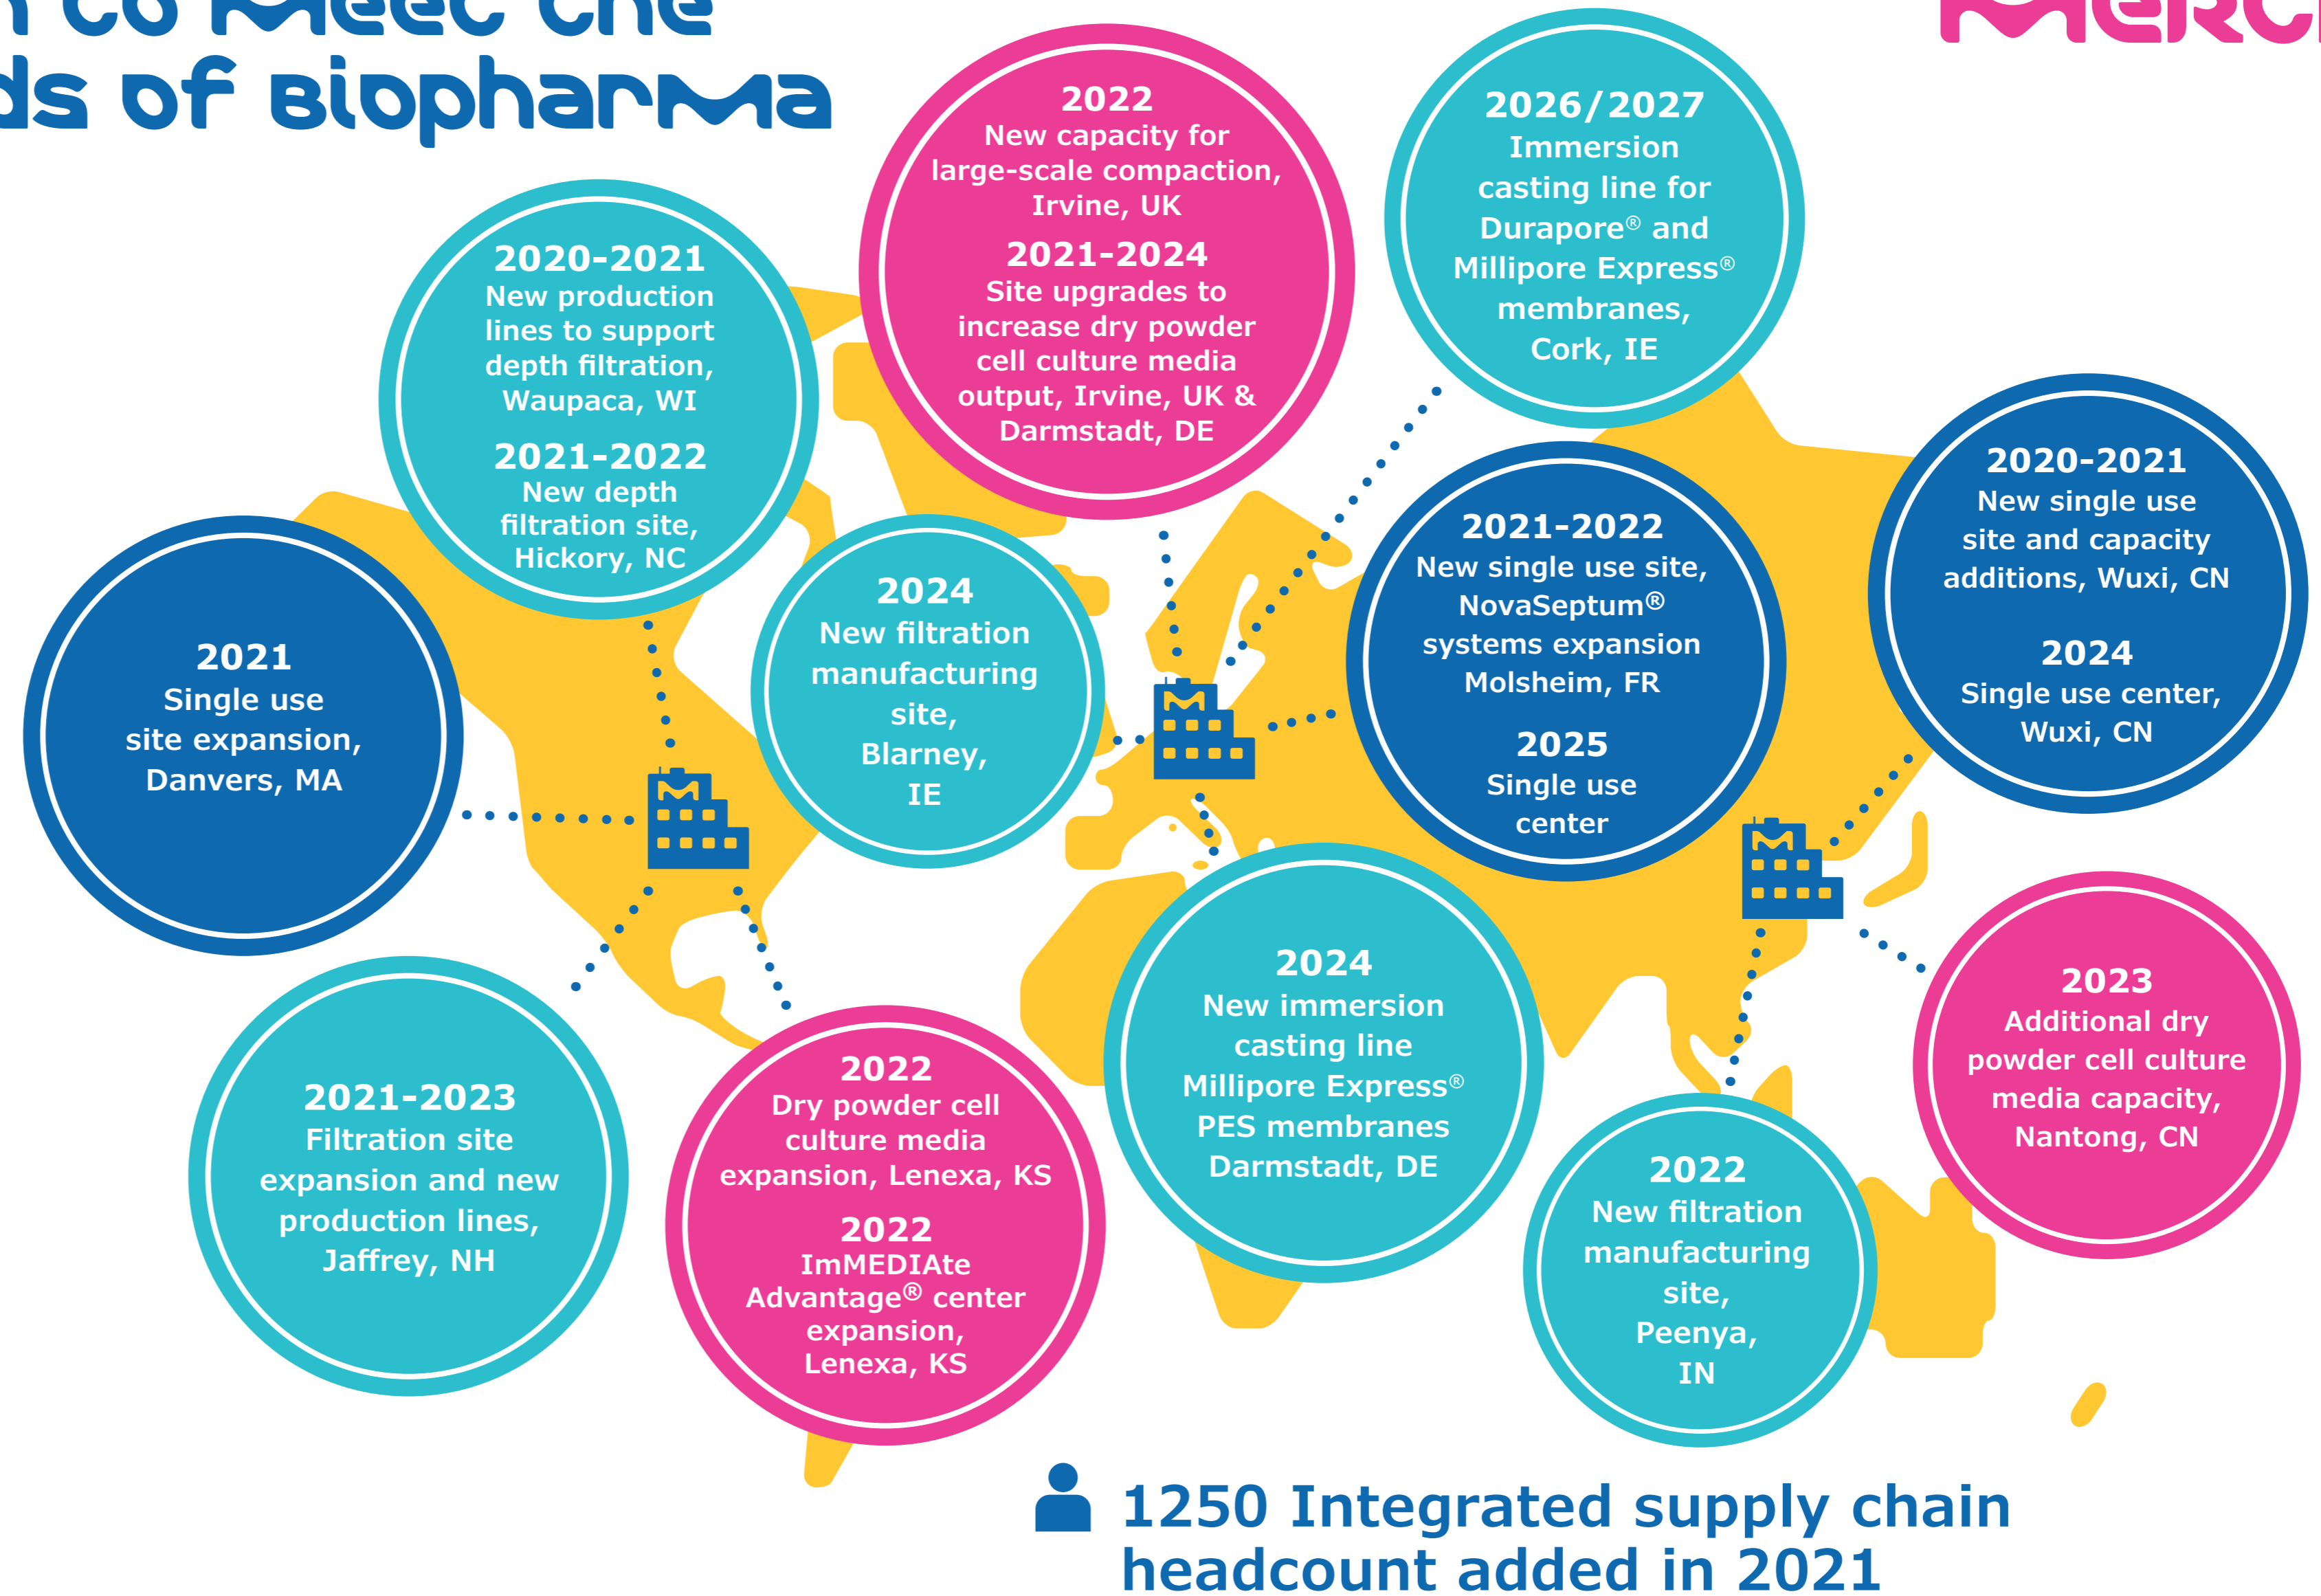 to Meet the
of Biopharma
2022
New capacity for
large-scale compaction,
Irvine, UK
2021-2024
Site upgrades to
increase dry powder
cell culture media
output, Irvine, UK &
Darmstadt, DE
2026/2027
Immersion
casting line for
Durapore® and
Millipore Express®
membranes,
Cork, IE
2020-2021
New production
lines to support
depth filtration,
Waupaca, WI
2021-2022
New depth
filtration site,
Hickory, NC
2020-2021
New single use
site and capacity
additions, Wuxi, CN
2024
Single use center,
Wuxi, CN
2021-2022
New single use site,
NovaSeptum®
systems expansion
Molsheim, FR
2025
Single use
center
2024
New filtration
manufacturing
site,
Blarney,
IE
2021
Single use
site expansion,
Danvers, MA
2021-2023
Filtration site
expansion and new
production lines,
Jaffrey, NH
2022
Dry powder cell
culture media
expansion, Lenexa, KS
2022
ImMEDIAte
Advantage® center
expansion,
Lenexa, KS
2024
New immersion
casting line
Millipore Express®
PES membranes
Darmstadt, DE
2022
New filtration
manufacturing
site,
Peenya,
IN
2023
Additional dry
powder cell culture
media capacity,
Nantong, CN
1250 Integrated supply chain
headcount added in 2021